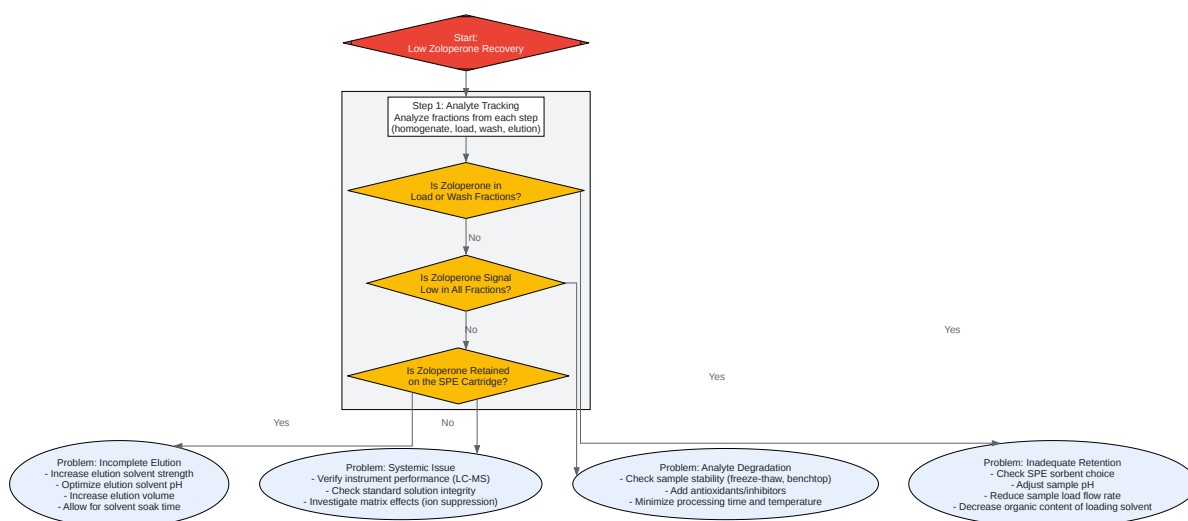 Start:
Low Zoloperone Recovery
Step 1: Analyte Tracking
Analyze fractions from each step
(homogenate, load, wash, elution)
Is Zoloperone in
Load or Wash Fractions?
No
Is Zoloperone Signal
Low in All Fractions?
No
Yes
Is Zoloperone Retained
on the SPE Cartridge?
Yes
Yes
No
Problem: Incomplete Elution
- Increase elution solvent strength
- Optimize elution solvent pH
- Increase elution volume
- Allow for solvent soak time
Problem: Systemic Issue
- Verify instrument performance (LC-MS)
- Check standard solution integrity
- Investigate matrix effects (ion suppression)
Problem: Analyte Degradation
- Check sample stability (freeze-thaw, benchtop)
- Add antioxidants/inhibitors
- Minimize processing time and temperature
Problem: Inadequate Retention
- Check SPE sorbent choice
- Adjust sample pH
- Reduce sample load flow rate
- Decrease organic content of loading solvent